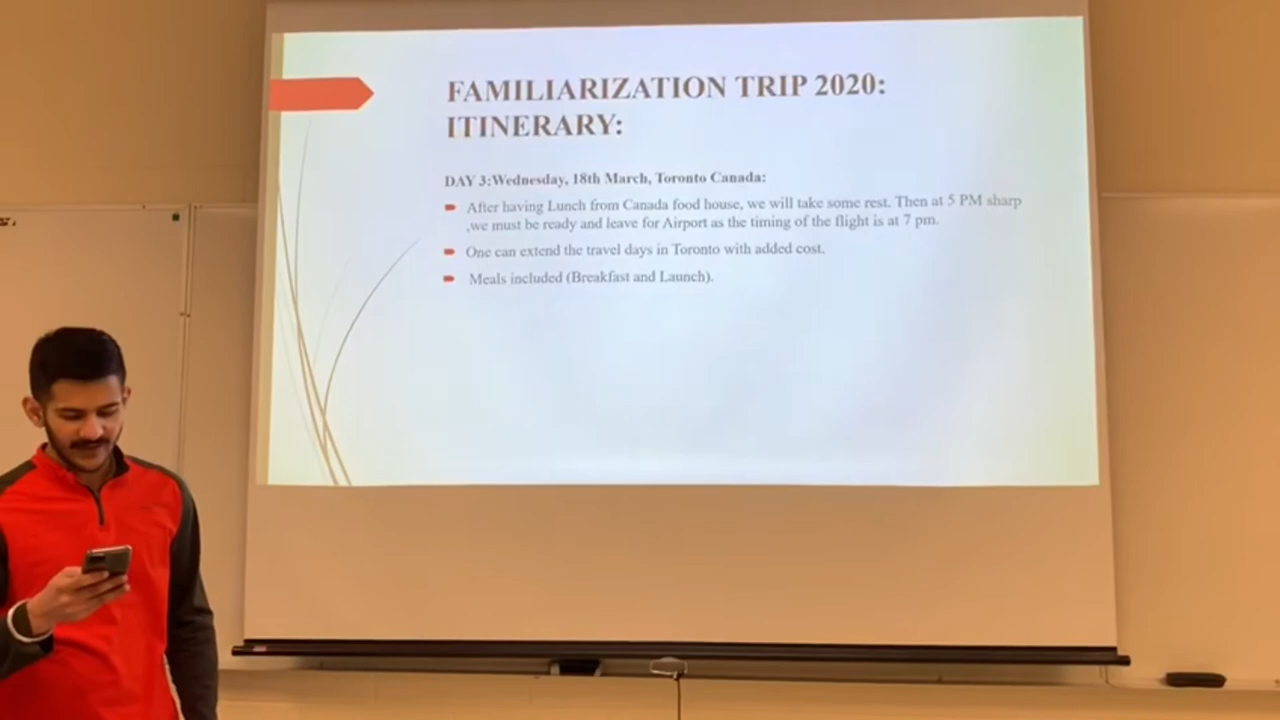 FAMILIARIZATION TRIP 2020:
ITINERARY:
DAY 3:Wednesday, 18th March, Toronto Canada:
After having Lunch from Canada food house, we will take some rest. Then at 5 PM sharp
,we must be ready and leave for Airport as the timing of the flight is at 7 pm.
One can extend the travel days in Toronto with added cost.
Meals included (Breakfast and Launch).